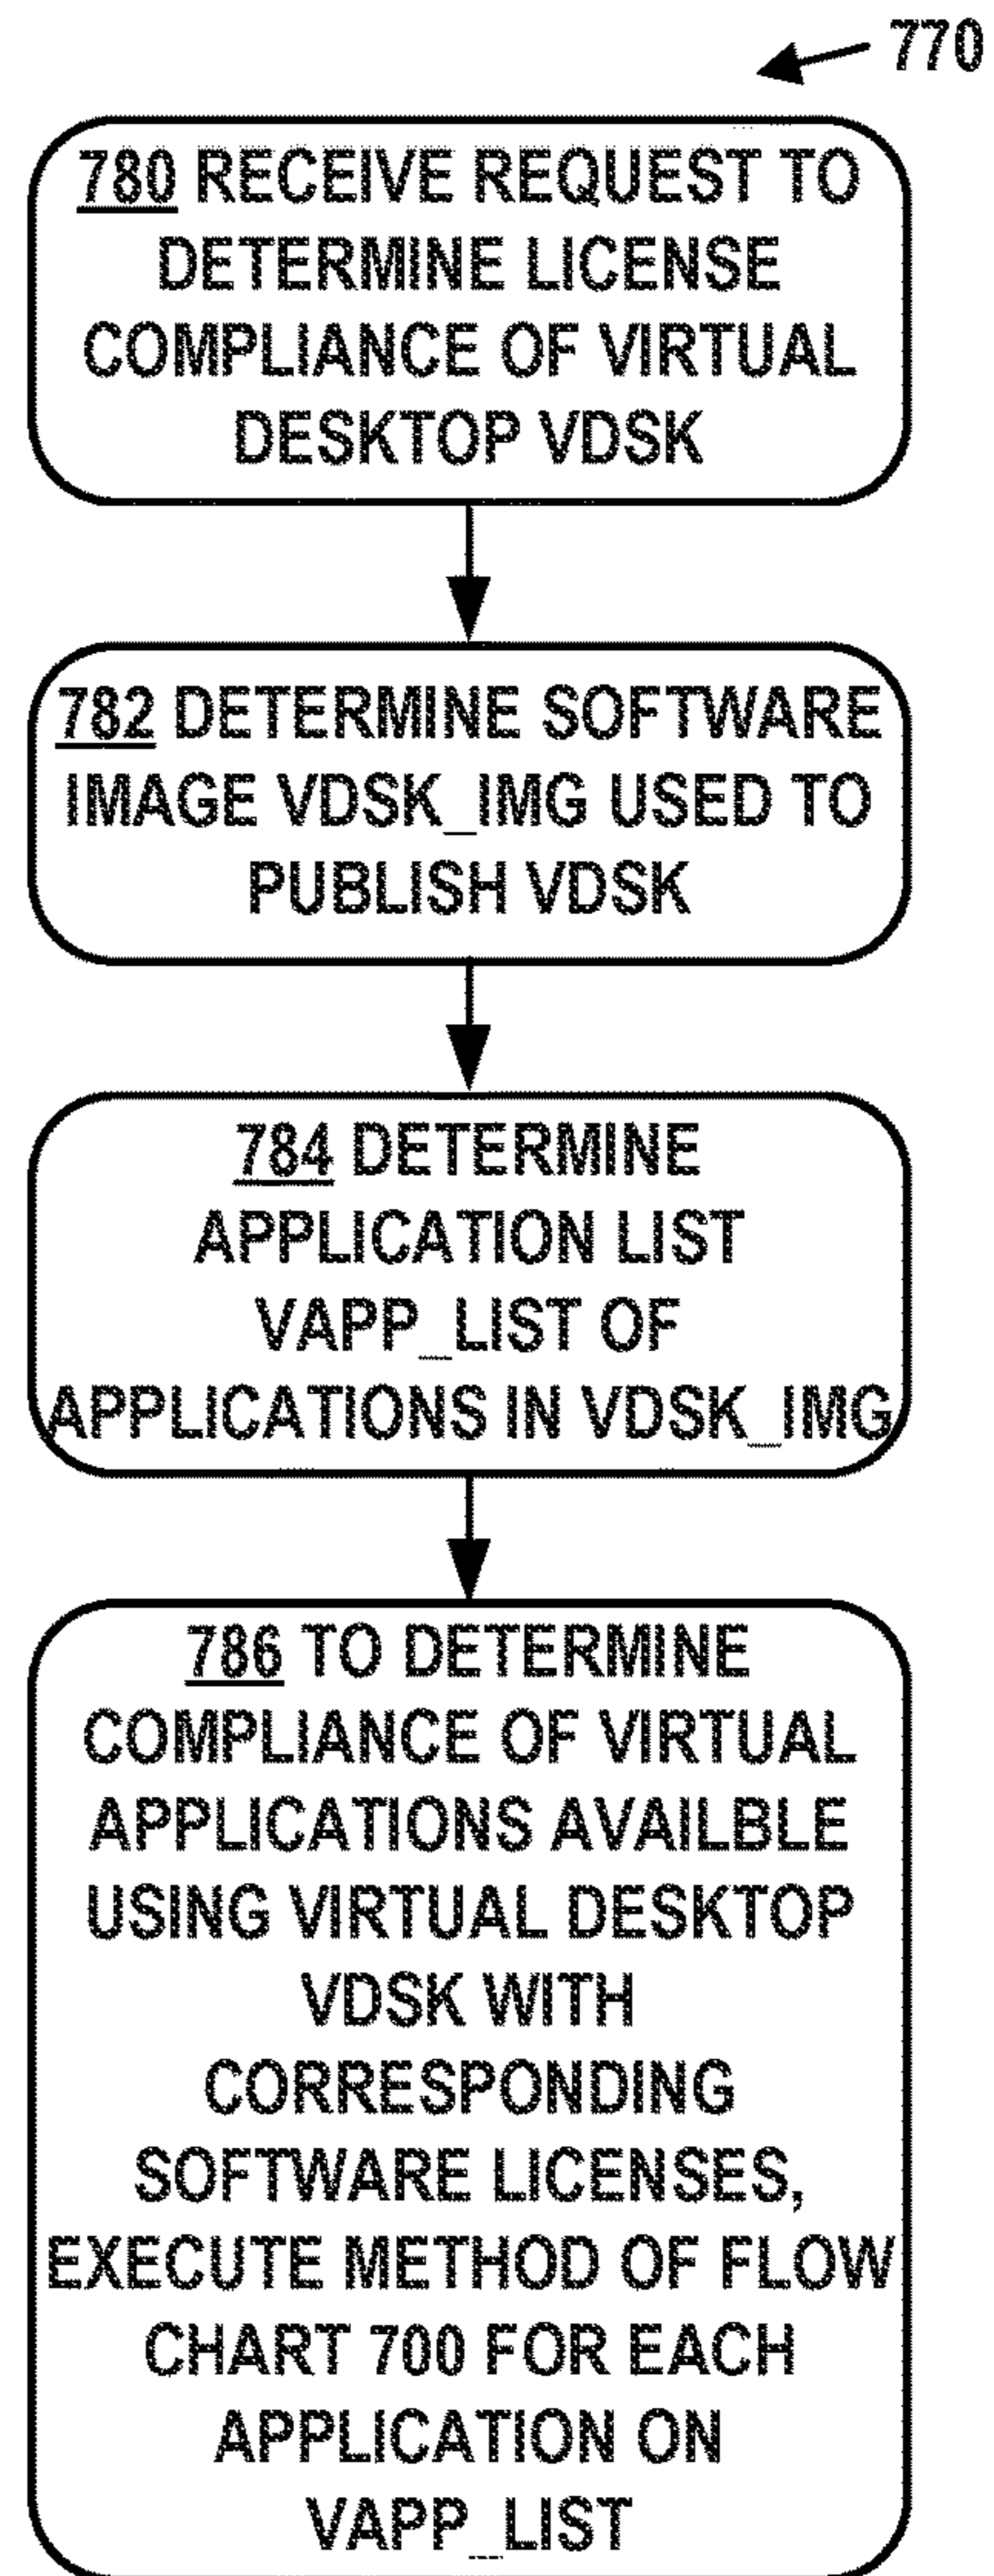 770
780 RECEIVE REQUEST TO
DETERMINE LICENSE
COMPLIANCE OF VIRTUAL
DESKTOP VDSK
782 DETERMINE SOFTWARE
IMAGE VDSK_IMG USED TO
PUBLISH VDSK
784 DETERMINE
APPLICATION LIST
VAPP_LIST OF
APPLICATIONS IN VDSK_IMG
786 TO DETERMINE
COMPLIANCE OF VIRTUAL
APPLICATIONS AVAILBLE
USING VIRTUAL DESKTOP
VDSK WITH
CORRESPONDING
SOFTWARE LICENSES,
EXECUTE METHOD OF FLOW
CHART 700 FOR EACH
APPLICATION ON
VAPP_LIST